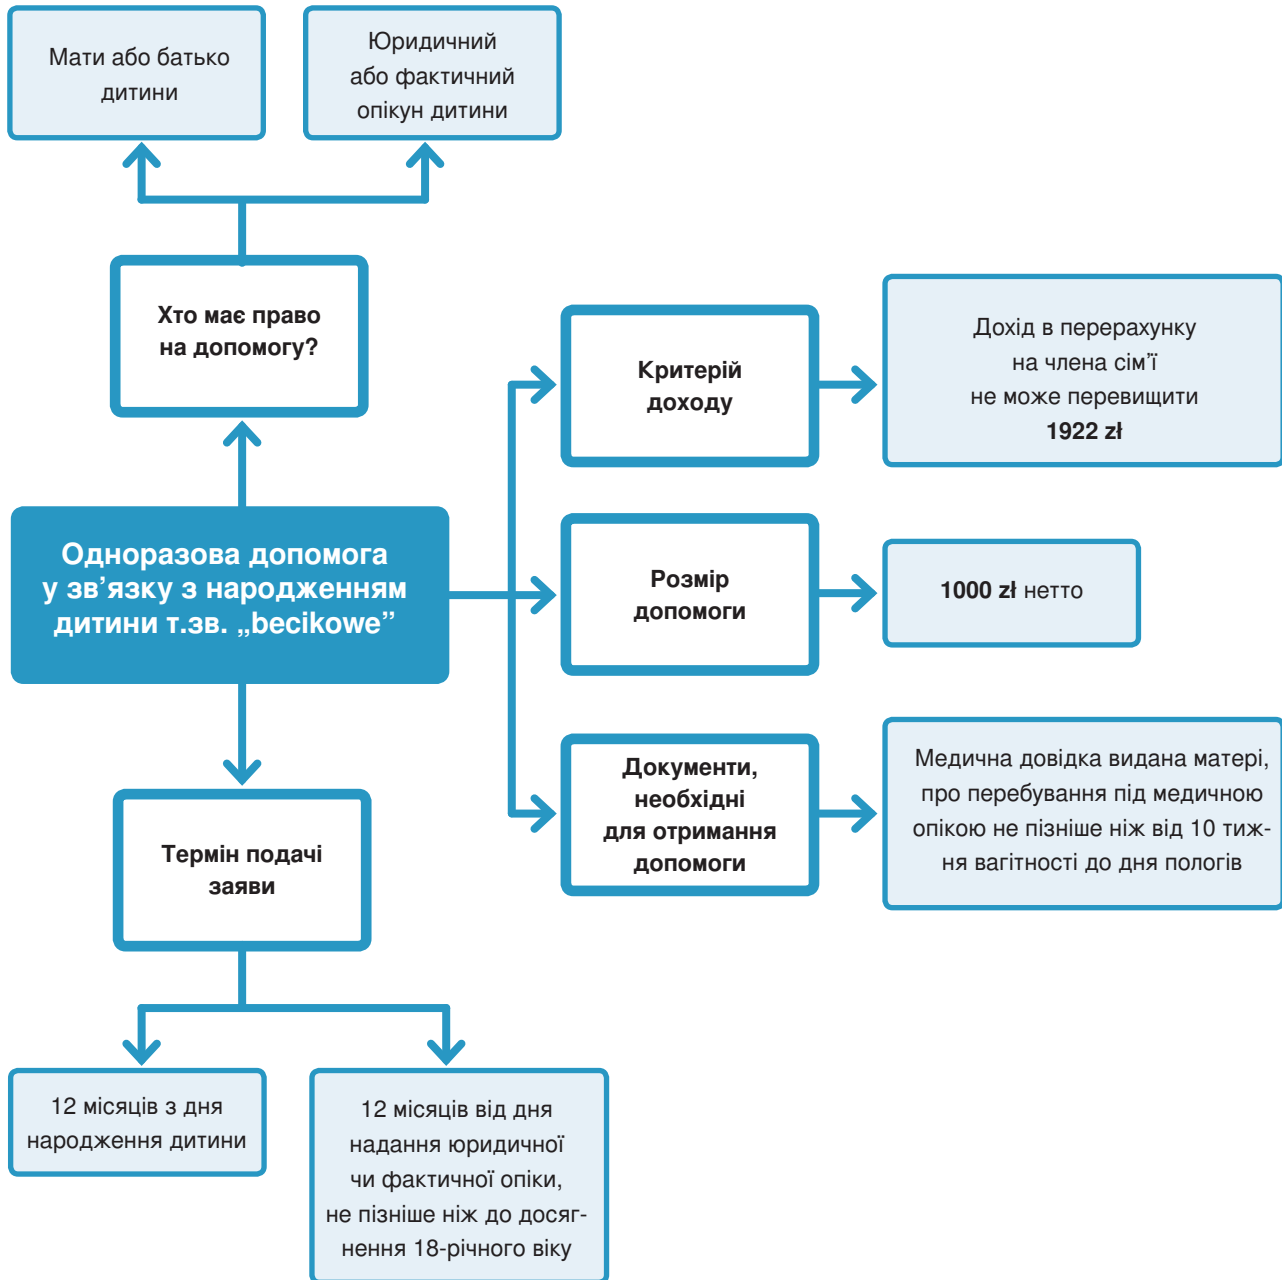 Мати або батько
дитини
Юридичний
або фактичний
опікун дитини
Хто має право
на допомогу?
Критерій
доходу
Дохід в перерахунку
на члена сім’ї
не може перевищити
1922 zł
Одноразова допомога
у зв’язку з народженням
дитини т.зв. „becikowe”
Розмір
допомоги
1000 zł нетто
Документи,
необхідні
для отримання
допомоги
Медична довідка видана матері,
про перебування під медичною
опікою не пізніше ніж від 10 тиж-
ня вагітності до дня пологів
Термін подачі
заяви
12 місяців з дня
народження дитини
12 місяців від дня
надання юридичної
чи фактичної опіки,
не пізніше ніж до досяг-
нення 18-річного віку